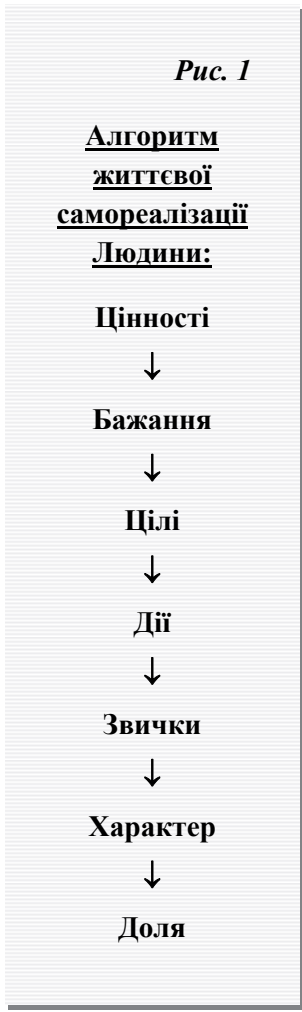 Рис. 1
Алгоритм
життєвої
самореалізації
Людини:
Цінності
↓
Бажання
↓
Цілі
↓
Дії
↓
Звички
↓
Характер
↓
Доля